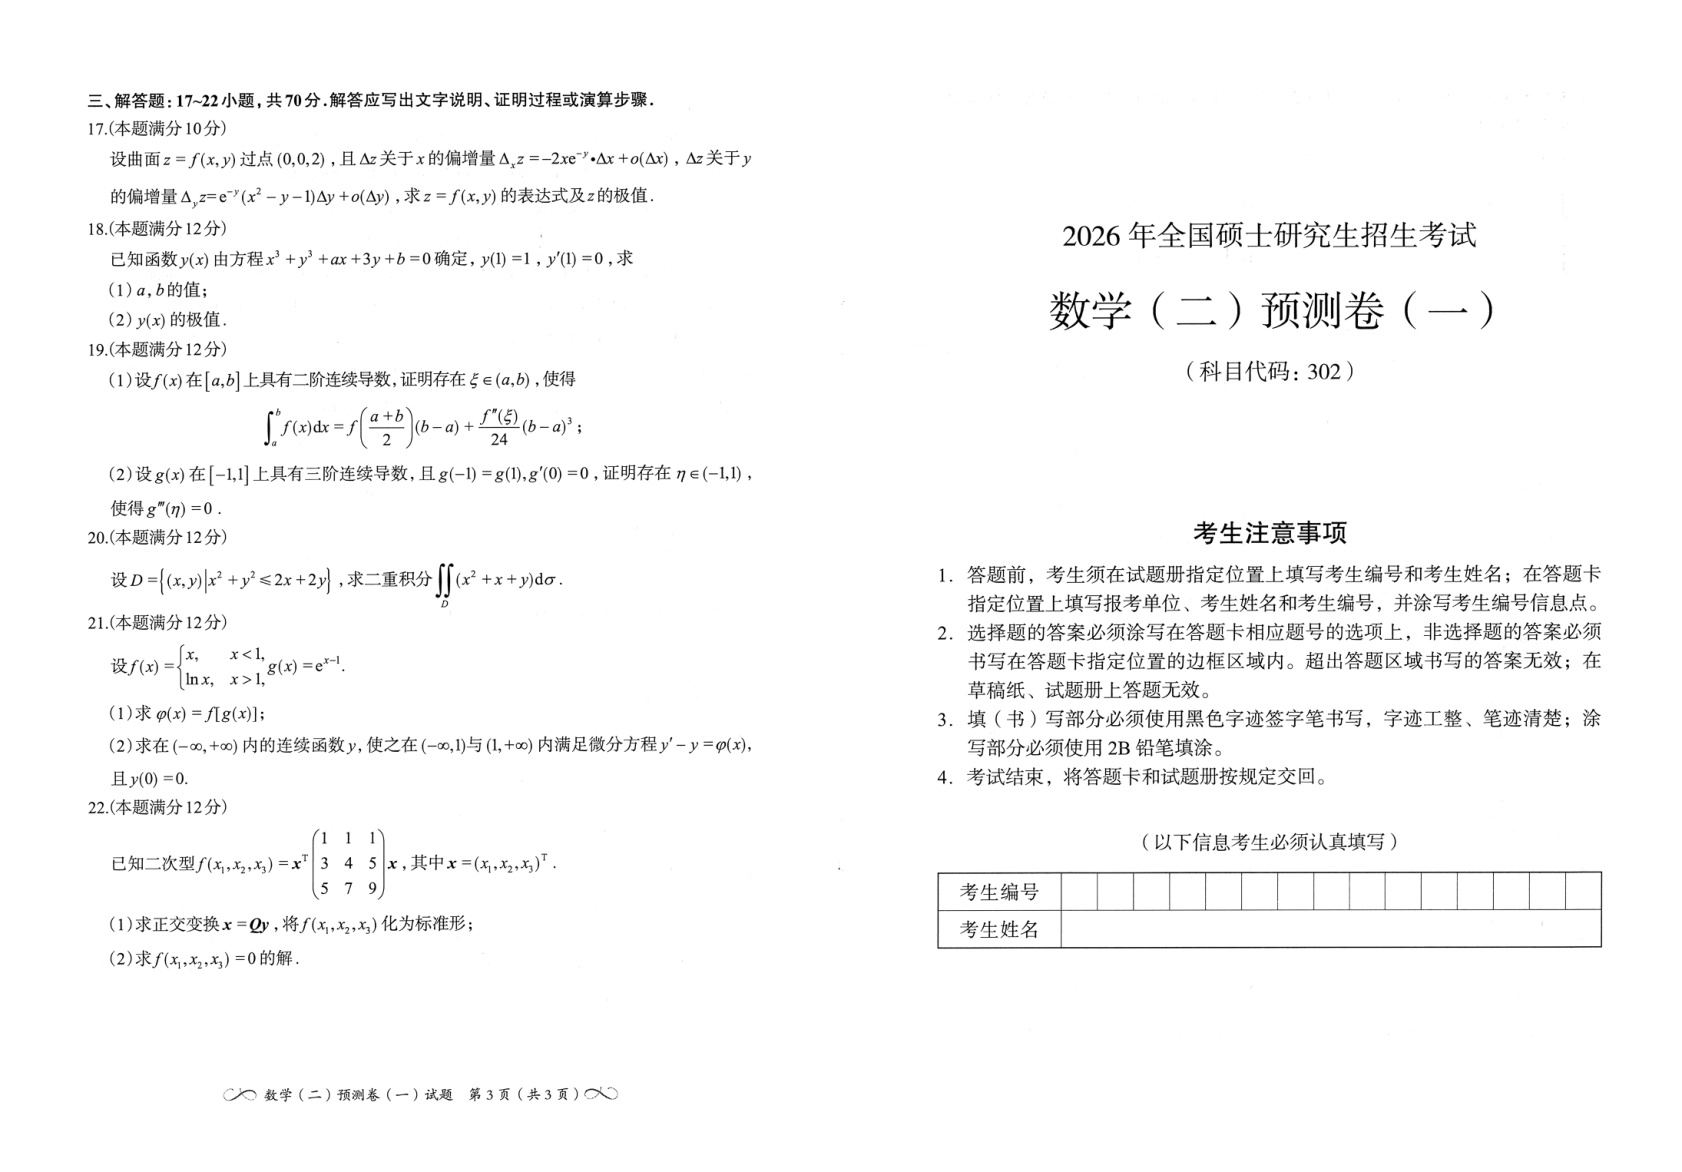 三、解答题:17~22小题,共70分.解答应写出文字说明、证明过程或演算步骤.
17.(本题满分10分)
设曲面z=f(x,y)过点(0,0,2),且Δz关于x的偏增量Δₓz=-2xe⁻ʸ•Δx+o(Δx),Δz关于y
的偏增量Δ_y z=e⁻ʸ(x²-y-1)Δy+o(Δy),求z=f(x,y)的表达式及z的极值.
18.(本题满分12分)
已知函数y(x)由方程x³+y³+ax+3y+b=0确定,y(1)=1,y′(1)=0,求
(1)a,b的值;
(2)y(x)的极值.
19.(本题满分12分)
(1)设f(x)在[a,b]上具有二阶连续导数,证明存在ξ∈(a,b),使得
∫ₐᵇ f(x)dx=f((a+b)/2)(b-a)+f″(ξ)/24 (b-a)³;
(2)设g(x)在[-1,1]上具有三阶连续导数,且g(-1)=g(1),g′(0)=0,证明存在η∈(-1,1),
使得g‴(η)=0.
20.(本题满分12分)
设D={(x,y)|x²+y²≤2x+2y},求二重积分∬_D(x²+x+y)dσ.
21.(本题满分12分)
设f(x)={x, x<1, ln x, x>1, g(x)=eˣ⁻¹.
(1)求φ(x)=f[g(x)];
(2)求在(-∞,+∞)内的连续函数y,使之在(-∞,1)与(1,+∞)内满足微分方程y′-y=φ(x),
且y(0)=0.
22.(本题满分12分)
已知二次型f(x₁,x₂,x₃)=xᵀ(1 1 1; 3 4 5; 5 7 9)x,其中x=(x₁,x₂,x₃)ᵀ.
(1)求正交变换x=Qy,将f(x₁,x₂,x₃)化为标准形;
(2)求f(x₁,x₂,x₃)=0的解.
数学(二)预测卷(一)试题 第3页(共3页)
2026年全国硕士研究生招生考试
数学(二)预测卷(一)
(科目代码:302)
考生注意事项
1. 答题前,考生须在试题册指定位置上填写考生编号和考生姓名;在答题卡
指定位置上填写报考单位、考生姓名和考生编号,并涂写考生编号信息点。
2. 选择题的答案必须涂写在答题卡相应题号的选项上,非选择题的答案必须
书写在答题卡指定位置的边框区域内。超出答题区域书写的答案无效;在
草稿纸、试题册上答题无效。
3. 填(书)写部分必须使用黑色字迹签字笔书写,字迹工整、笔迹清楚;涂
写部分必须使用2B铅笔填涂。
4. 考试结束,将答题卡和试题册按规定交回。
(以下信息考生必须认真填写)
考生编号
考生姓名